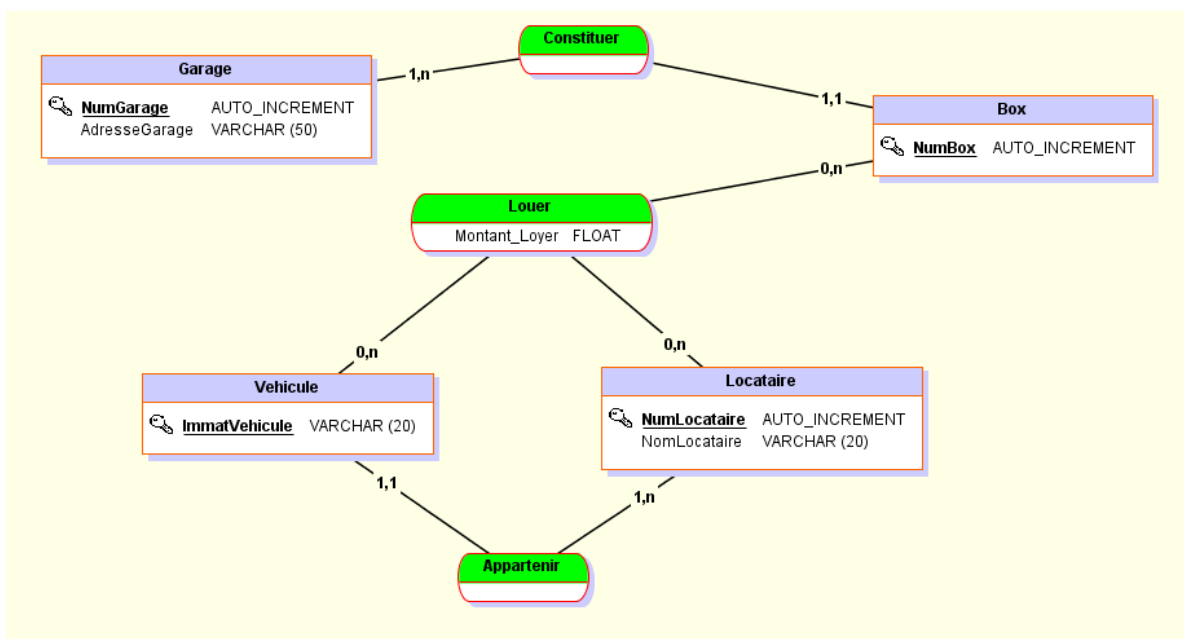 Constituer
Garage
1,n
NumGarage AUTO_INCREMENT
AdresseGarage VARCHAR (50)
1,1
Box
NumBox AUTO_INCREMENT
0,n
Louer
Montant_Loyer FLOAT
0,n
0,n
Vehicule
ImmatVehicule VARCHAR (20)
Locataire
NumLocataire AUTO_INCREMENT
NomLocataire VARCHAR (20)
1,1
1,n
Appartenir